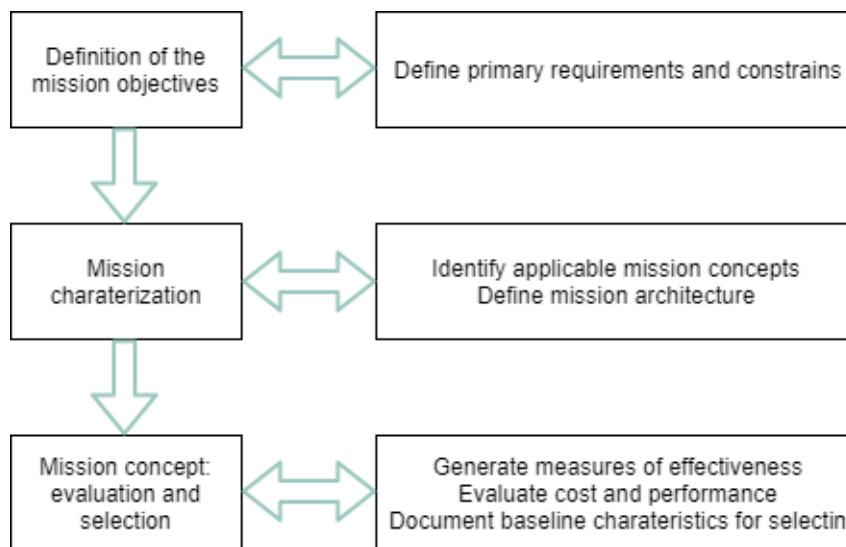 Definition of the
mission objectives
Define primary requirements and constrains
Mission
charaterization
Identify applicable mission concepts
Define mission architecture
Mission concept:
evaluation and
selection
Generate measures of effectiveness
Evaluate cost and performance
Document baseline charateristics for selectin